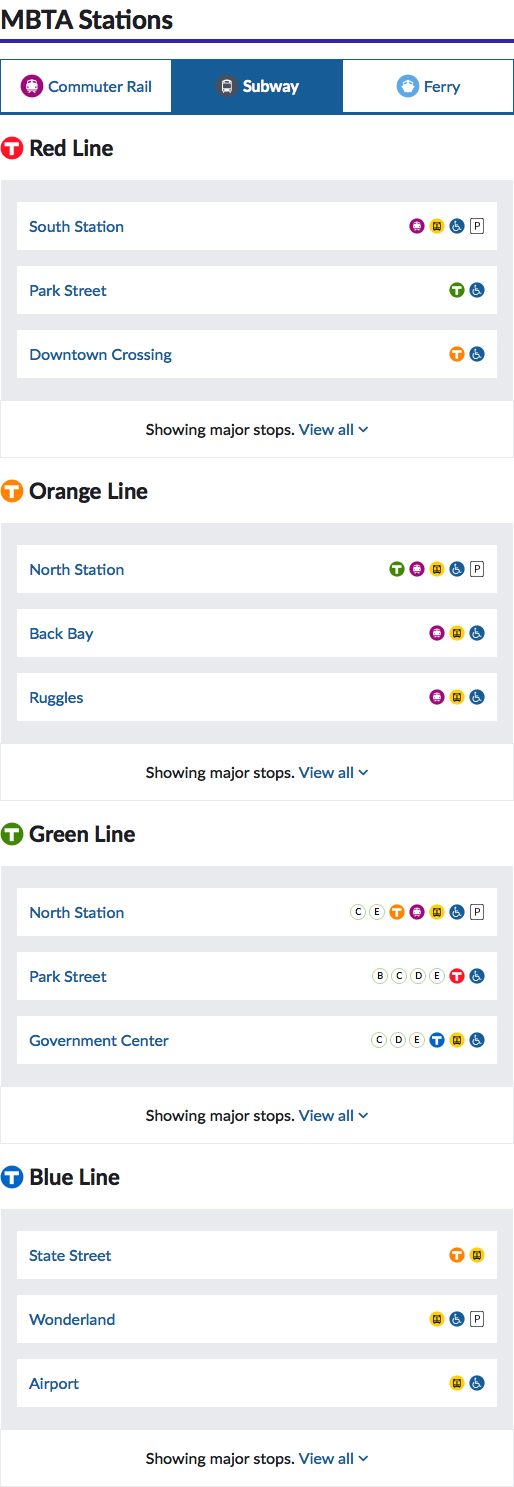 MBTA Stations
Commuter Rail Subway Ferry
T Red Line
South Station P
Park Street T
Downtown Crossing T
Showing major stops. View all
T Orange Line
North Station T P
Back Bay
Ruggles
Showing major stops. View all
T Green Line
North Station C E T P
Park Street B C D E T
Government Center C D E T
Showing major stops. View all
T Blue Line
State Street T
Wonderland P
Airport
Showing major stops. View all